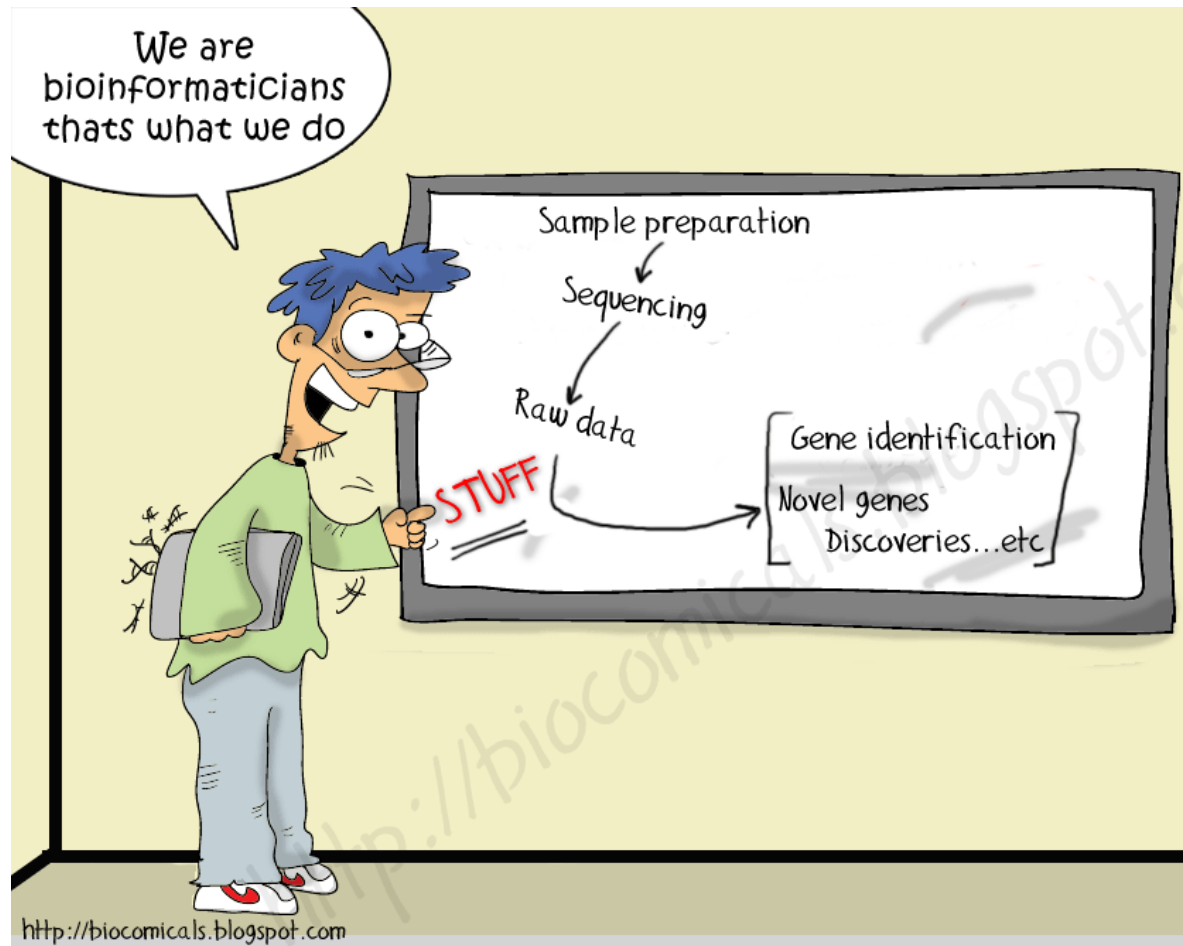 We are
bioinformaticians
thats what we do
Sample preparation
Sequencing
Raw data
STUFF
Gene identification
Novel genes
Discoveries...etc
http://biocomicals.blogspot.com
http://biocomicals.blogspot.c